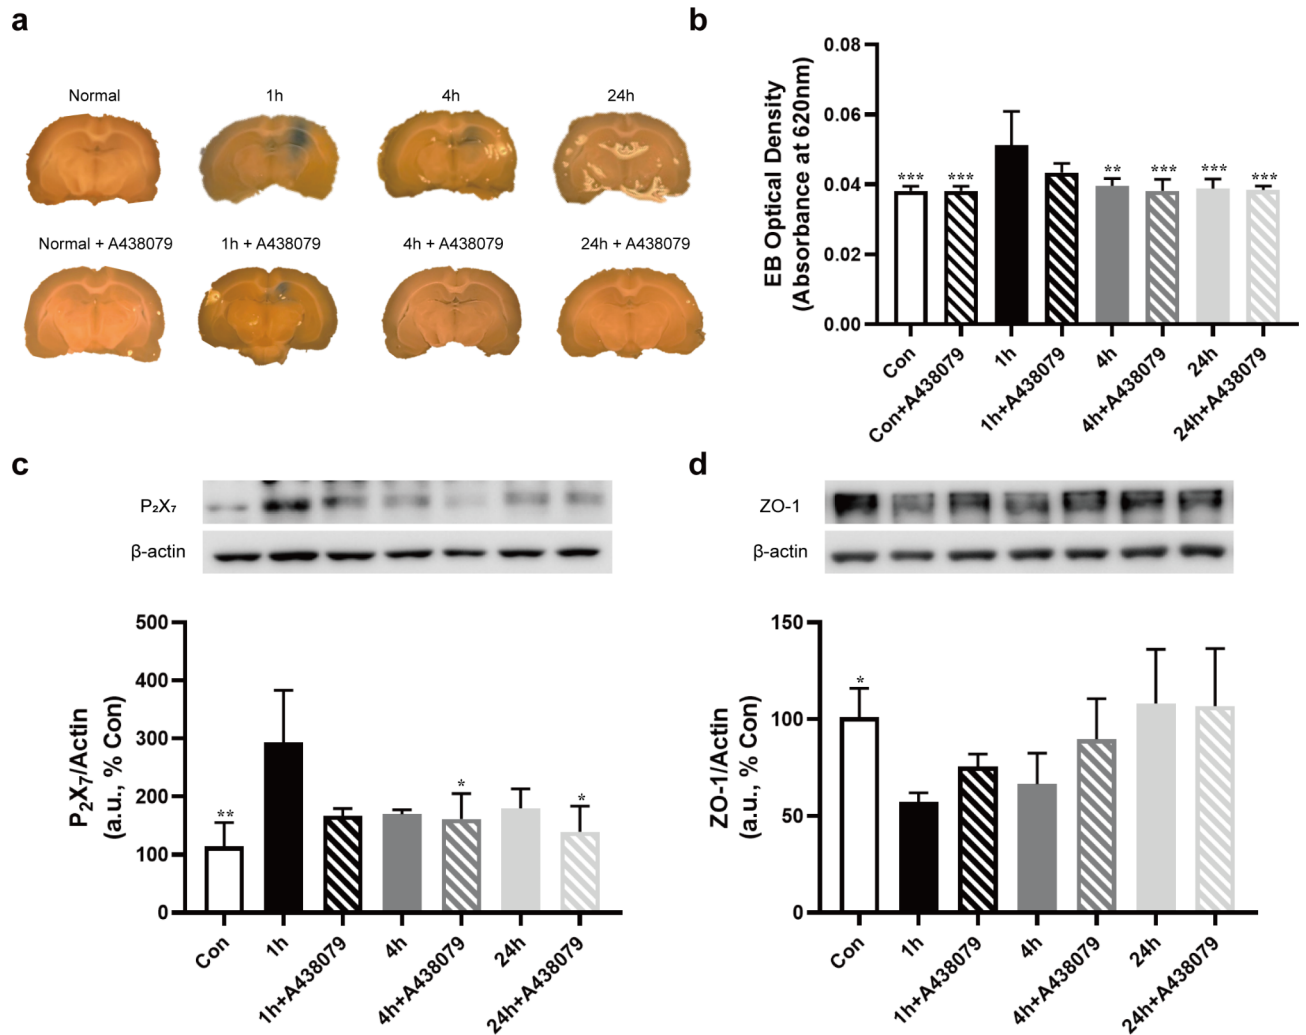 a
Normal
1h
4h
24h
Normal + A438079
1h + A438079
4h + A438079
24h + A438079
b
EB Optical Density
(Absorbance at 620nm)
0.08
0.06
0.04
0.02
0.00
***
***
**
***
***
***
Con
Con+A438079
1h
1h+A438079
4h
4h+A438079
24h
24h+A438079
c
P₂X₇
β-actin
P₂X₇/Actin
(a.u., % Con)
500
400
300
200
100
0
**
*
*
Con
1h
1h+A438079
4h
4h+A438079
24h
24h+A438079
d
ZO-1
β-actin
ZO-1/Actin
(a.u., % Con)
150
100
50
0
*
Con
1h
1h+A438079
4h
4h+A438079
24h
24h+A438079